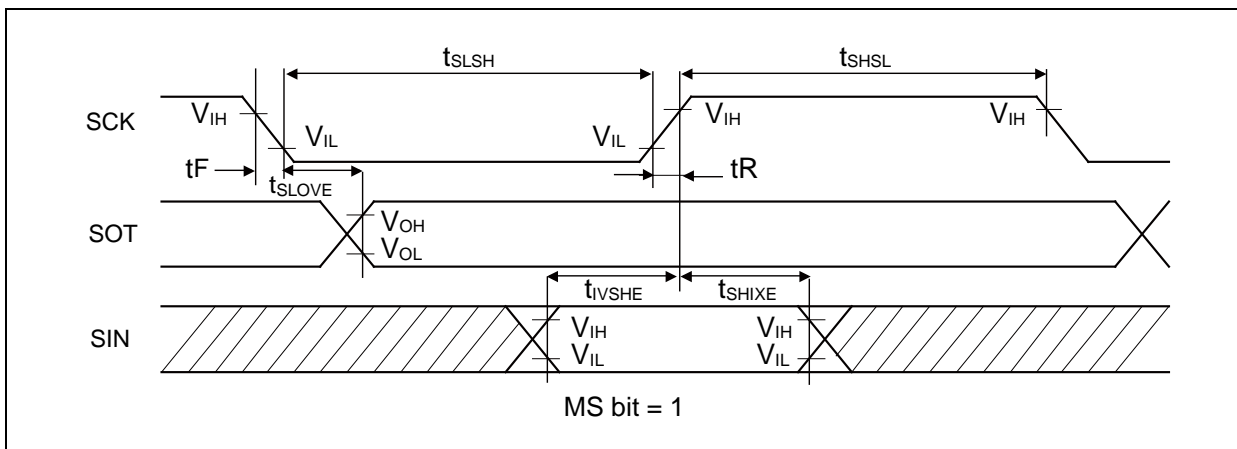 tSLSH tSHSL
SCK VIH VIL VIL VIH VIH
tF tSLOVE tR
SOT VOH
VOL
tIVSHE tSHIXE
SIN VIH VIH
VIL VIL
MS bit = 1